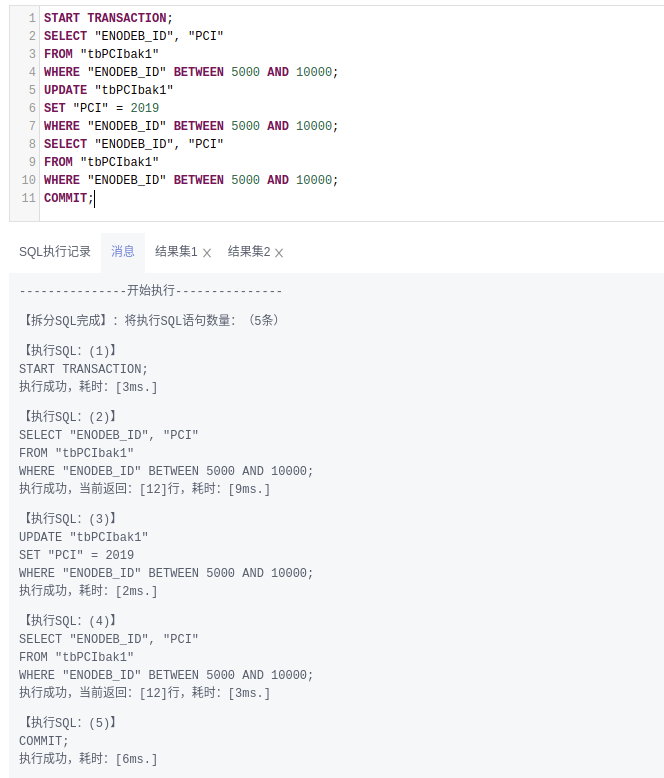 1 START TRANSACTION;
2 SELECT "ENODEB_ID", "PCI"
3 FROM "tbPCIbak1"
4 WHERE "ENODEB_ID" BETWEEN 5000 AND 10000;
5 UPDATE "tbPCIbak1"
6 SET "PCI" = 2019
7 WHERE "ENODEB_ID" BETWEEN 5000 AND 10000;
8 SELECT "ENODEB_ID", "PCI"
9 FROM "tbPCIbak1"
10 WHERE "ENODEB_ID" BETWEEN 5000 AND 10000;
11 COMMIT;
SQL执行记录 消息 结果集1 × 结果集2 ×
---------------开始执行---------------
【拆分SQL完成】：将执行SQL语句数量：（5条）
【执行SQL：(1)】
START TRANSACTION;
执行成功，耗时：[3ms.]
【执行SQL：(2)】
SELECT "ENODEB_ID", "PCI"
FROM "tbPCIbak1"
WHERE "ENODEB_ID" BETWEEN 5000 AND 10000;
执行成功，当前返回：[12]行，耗时：[9ms.]
【执行SQL：(3)】
UPDATE "tbPCIbak1"
SET "PCI" = 2019
WHERE "ENODEB_ID" BETWEEN 5000 AND 10000;
执行成功，耗时：[2ms.]
【执行SQL：(4)】
SELECT "ENODEB_ID", "PCI"
FROM "tbPCIbak1"
WHERE "ENODEB_ID" BETWEEN 5000 AND 10000;
执行成功，当前返回：[12]行，耗时：[3ms.]
【执行SQL：(5)】
COMMIT;
执行成功，耗时：[6ms.]